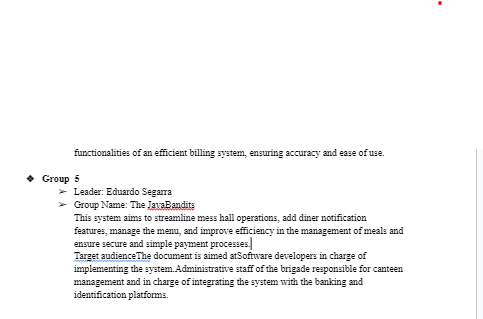 functionalities of an efficient billing system, ensuring accuracy and ease of use.
❖ Group 5
➢ Leader: Eduardo Segarra
➢ Group Name: The JavaBandits
This system aims to streamline mess hall operations, add diner notification
features, manage the menu, and improve efficiency in the management of meals and
ensure secure and simple payment processes.
Target audienceThe document is aimed atSoftware developers in charge of
implementing the system.Administrative staff of the brigade responsible for canteen
management and in charge of integrating the system with the banking and
identification platforms.